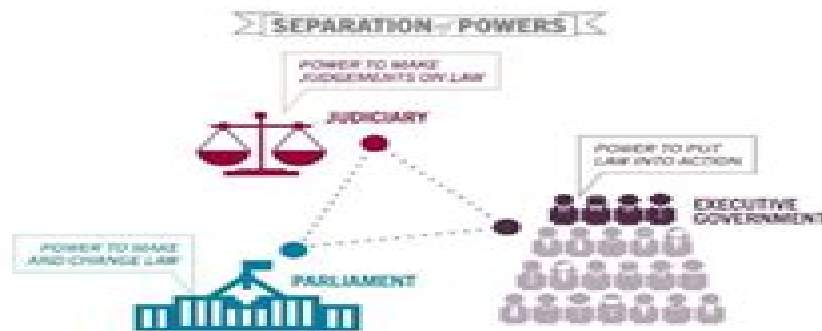 SEPARATION of POWERS
POWER TO MAKE
JUDGEMENTS ON LAW
JUDICIARY
POWER TO PUT
LAW INTO ACTION
EXECUTIVE
GOVERNMENT
POWER TO MAKE
AND CHANGE LAW
PARLIAMENT